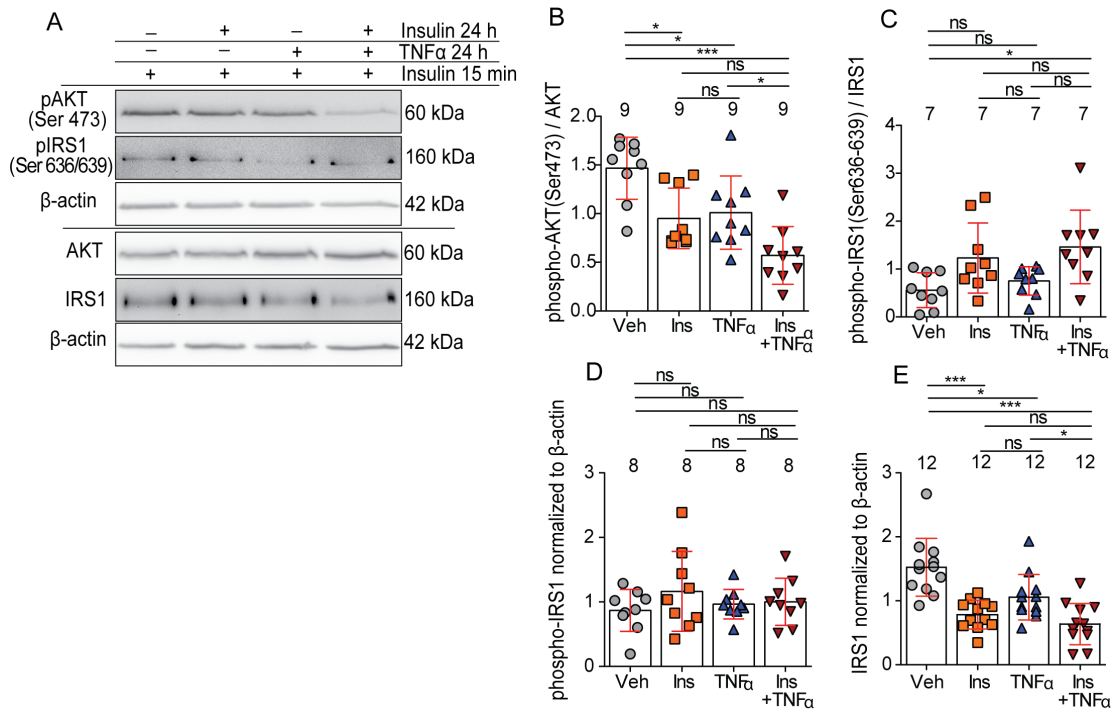 A
– + – + Insulin 24 h
– – + + TNFα 24 h
+ + + + Insulin 15 min
pAKT
(Ser 473)
60 kDa
pIRS1
(Ser 636/639)
160 kDa
β-actin
42 kDa
AKT
60 kDa
IRS1
160 kDa
β-actin
42 kDa
B
*
*
***
ns
ns *
9 9 9 9
phospho-AKT(Ser473) / AKT
2.0
1.5
1.0
0.5
0.0
Veh Ins TNFα Ins α
+TNFα
C
ns
ns
*
ns
ns
ns
7 7 7 7
phospho-IRS1(Ser636-639) / IRS1
4
3
2
1
0
Veh Ins TNFα Ins
+TNFα
D
ns
ns
ns
ns
ns ns
8 8 8 8
phospho-IRS1 normalized to β-actin
3
2
1
0
Veh Ins TNFα Ins
+TNFα
E
***
*
***
ns
ns *
12 12 12 12
IRS1 normalized to β-actin
3
2
1
0
Veh Ins TNFα Ins
+TNFα